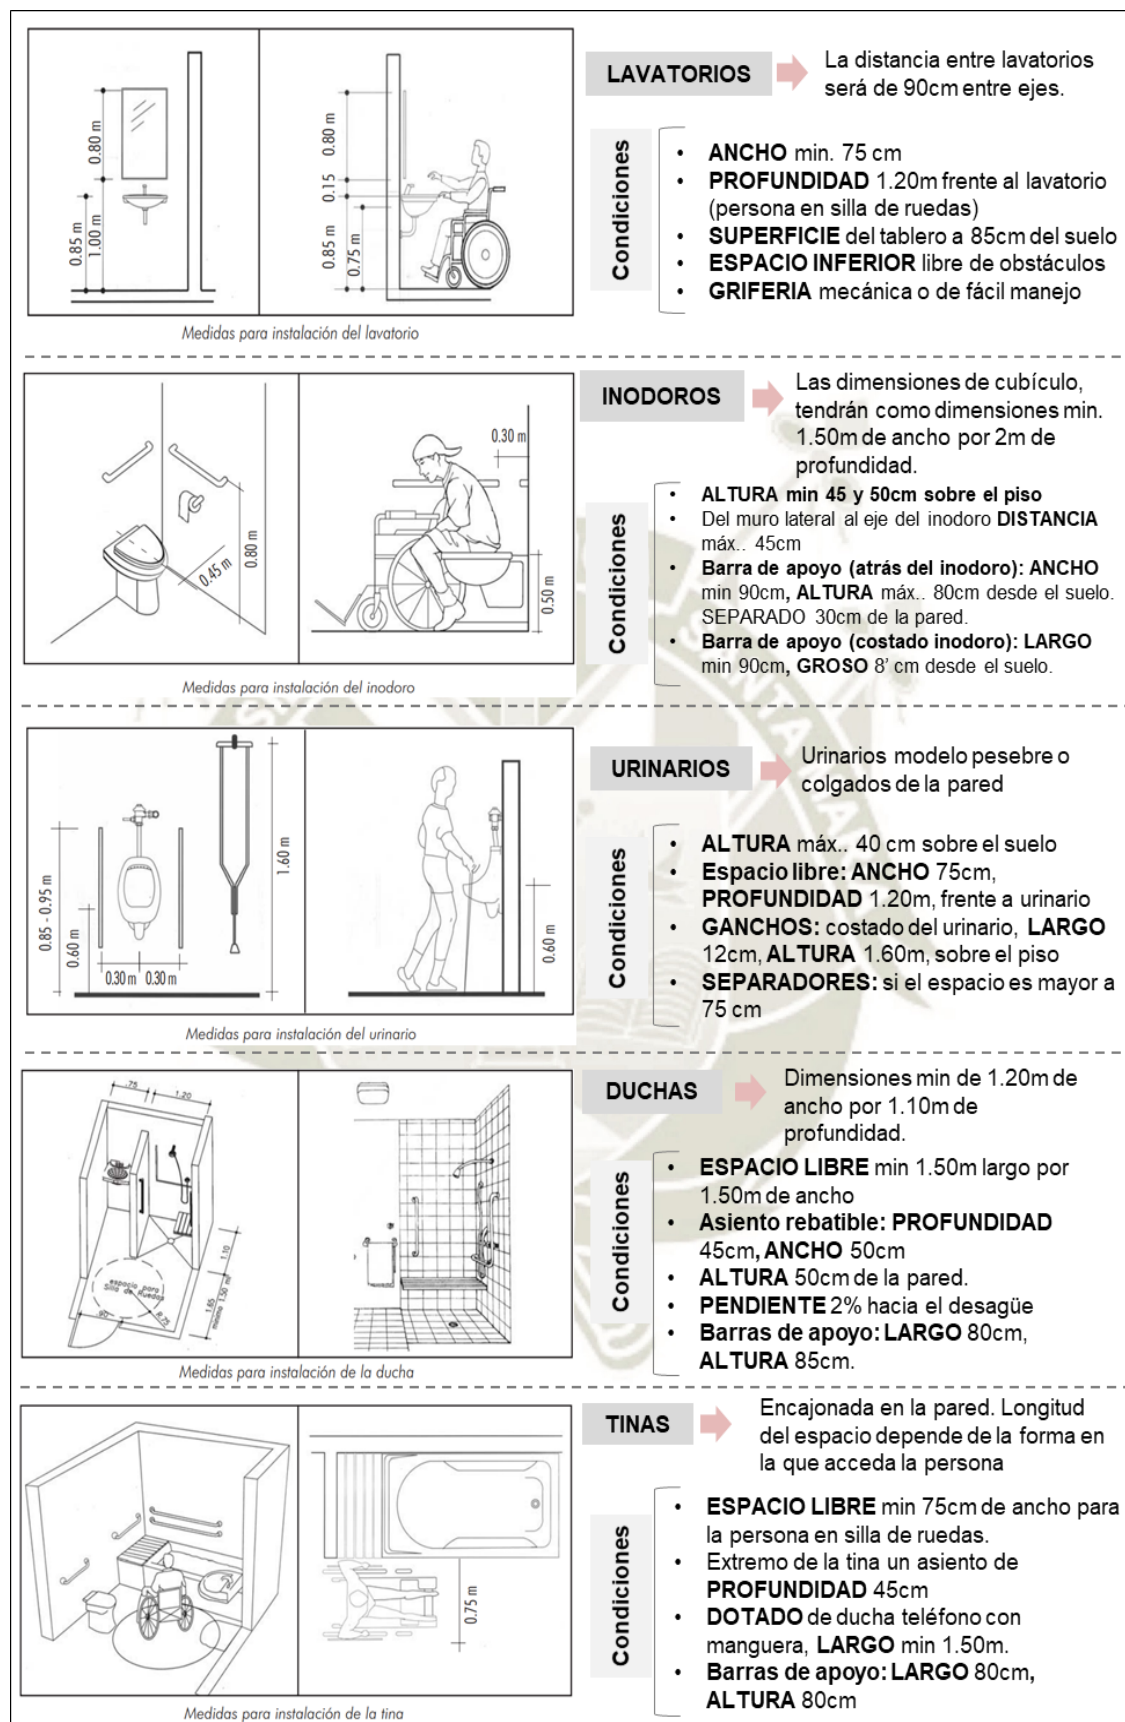 0.80 m
0.85 m
1.00 m
0.80 m
0.15
0.85 m
0.75 m
Medidas para instalación del lavatorio
LAVATORIOS
La distancia entre lavatorios
será de 90cm entre ejes.
Condiciones
• ANCHO min. 75 cm
• PROFUNDIDAD 1.20m frente al lavatorio
(persona en silla de ruedas)
• SUPERFICIE del tablero a 85cm del suelo
• ESPACIO INFERIOR libre de obstáculos
• GRIFERIA mecánica o de fácil manejo
0.45 m
0.80 m
0.30 m
0.50 m
Medidas para instalación del inodoro
INODOROS
Las dimensiones de cubículo,
tendrán como dimensiones min.
1.50m de ancho por 2m de
profundidad.
Condiciones
• ALTURA min 45 y 50cm sobre el piso
• Del muro lateral al eje del inodoro DISTANCIA
máx.. 45cm
• Barra de apoyo (atrás del inodoro): ANCHO
min 90cm, ALTURA máx.. 80cm desde el suelo.
SEPARADO 30cm de la pared.
• Barra de apoyo (costado inodoro): LARGO
min 90cm, GROSO 8' cm desde el suelo.
SANTA MARÍA
0.85 - 0.95 m
0.60 m
0.30 m
0.30 m
1.60 m
0.60 m
Medidas para instalación del urinario
URINARIOS
Urinarios modelo pesebre o
colgados de la pared
Condiciones
• ALTURA máx.. 40 cm sobre el suelo
• Espacio libre: ANCHO 75cm,
PROFUNDIDAD 1.20m, frente a urinario
• GANCHOS: costado del urinario, LARGO
12cm, ALTURA 1.60m, sobre el piso
• SEPARADORES: si el espacio es mayor a
75 cm
.75
1.20
1.10
1.65
minimo 1.50 ml
espacio para
Silla de Ruedas
R.75
.90
Medidas para instalación de la ducha
DUCHAS
Dimensiones min de 1.20m de
ancho por 1.10m de
profundidad.
Condiciones
• ESPACIO LIBRE min 1.50m largo por
1.50m de ancho
• Asiento rebatible: PROFUNDIDAD
45cm, ANCHO 50cm
• ALTURA 50cm de la pared.
• PENDIENTE 2% hacia el desagüe
• Barras de apoyo: LARGO 80cm,
ALTURA 85cm.
0.75 m
Medidas para instalación de la tina
TINAS
Encajonada en la pared. Longitud
del espacio depende de la forma en
la que acceda la persona
Condiciones
• ESPACIO LIBRE min 75cm de ancho para
la persona en silla de ruedas.
• Extremo de la tina un asiento de
PROFUNDIDAD 45cm
• DOTADO de ducha teléfono con
manguera, LARGO min 1.50m.
• Barras de apoyo: LARGO 80cm,
ALTURA 80cm